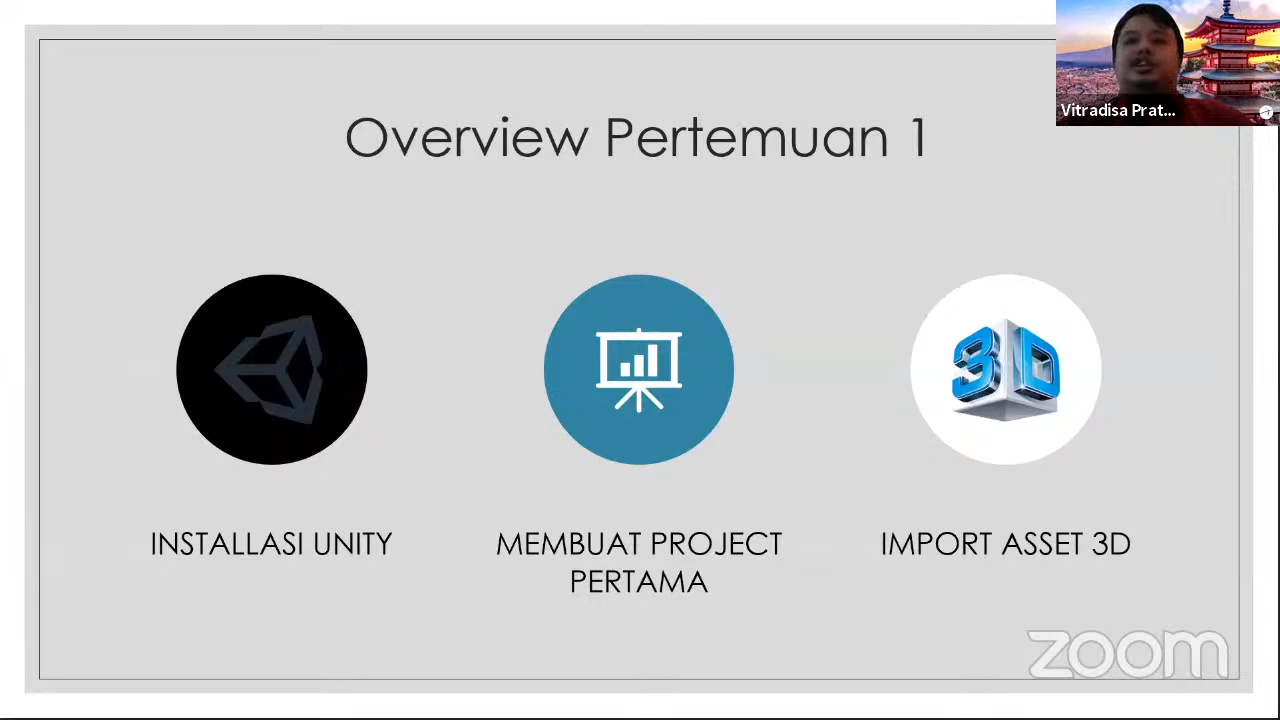 Overview Pertemuan 1
Vitradisa Prat...
3D
INSTALLASI UNITY
MEMBUAT PROJECT
PERTAMA
IMPORT ASSET 3D
zoom